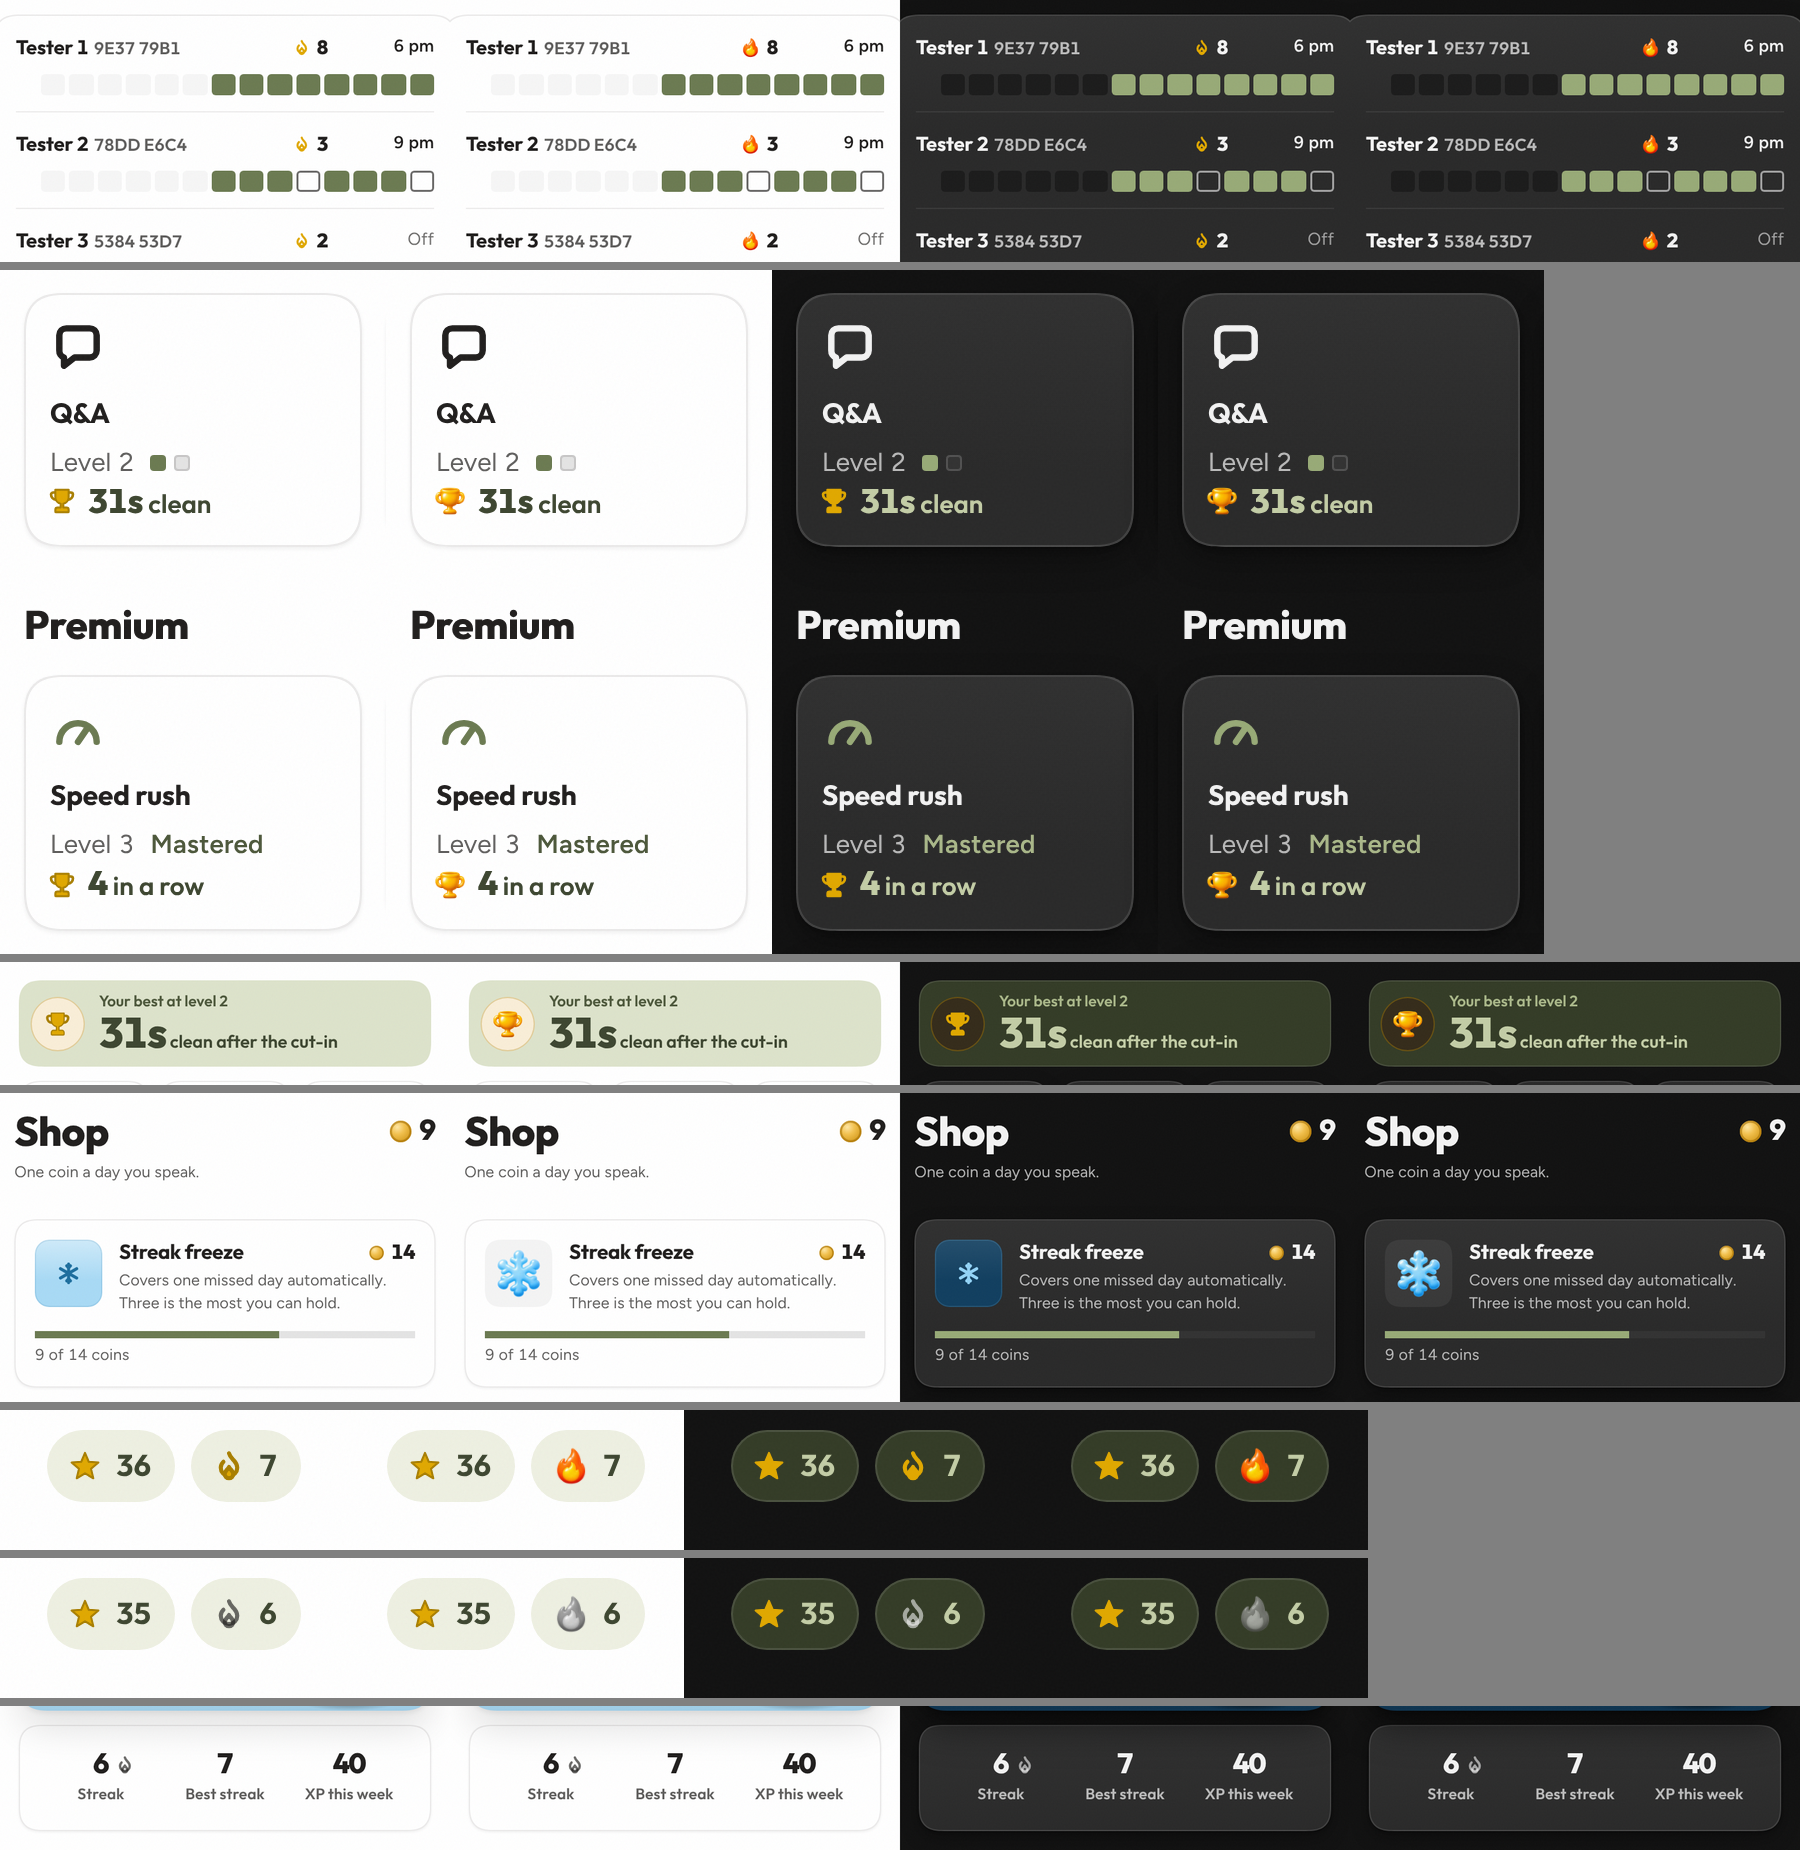 Tester 1 9E37 79B1 8 6 pm Tester 1 9E37 79B1 8 6 pm Tester 1 9E37 79B1 8 6 pm Tester 1 9E37 79B1 8 6 pm
Tester 2 78DD E6C4 3 9 pm Tester 2 78DD E6C4 3 9 pm Tester 2 78DD E6C4 3 9 pm Tester 2 78DD E6C4 3 9 pm
Tester 3 5384 53D7 2 Off Tester 3 5384 53D7 2 Off Tester 3 5384 53D7 2 Off Tester 3 5384 53D7 2 Off
Q&A Q&A Q&A Q&A
Level 2 Level 2 Level 2 Level 2
31s clean 31s clean 31s clean 31s clean
Premium Premium Premium Premium
Speed rush Speed rush Speed rush Speed rush
Level 3 Mastered Level 3 Mastered Level 3 Mastered Level 3 Mastered
4 in a row 4 in a row 4 in a row 4 in a row
Your best at level 2 Your best at level 2 Your best at level 2 Your best at level 2
31s clean after the cut-in 31s clean after the cut-in 31s clean after the cut-in 31s clean after the cut-in
Shop 9 Shop 9 Shop 9 Shop 9
One coin a day you speak. One coin a day you speak. One coin a day you speak. One coin a day you speak.
Streak freeze 14 Streak freeze 14 Streak freeze 14 Streak freeze 14
Covers one missed day automatically. Covers one missed day automatically. Covers one missed day automatically. Covers one missed day automatically.
Three is the most you can hold. Three is the most you can hold. Three is the most you can hold. Three is the most you can hold.
9 of 14 coins 9 of 14 coins 9 of 14 coins 9 of 14 coins
36 7 36 7 36 7 36 7
35 6 35 6 35 6 35 6
6 7 40 6 7 40 6 7 40 6 7 40
Streak Best streak XP this week Streak Best streak XP this week Streak Best streak XP this week Streak Best streak XP this week